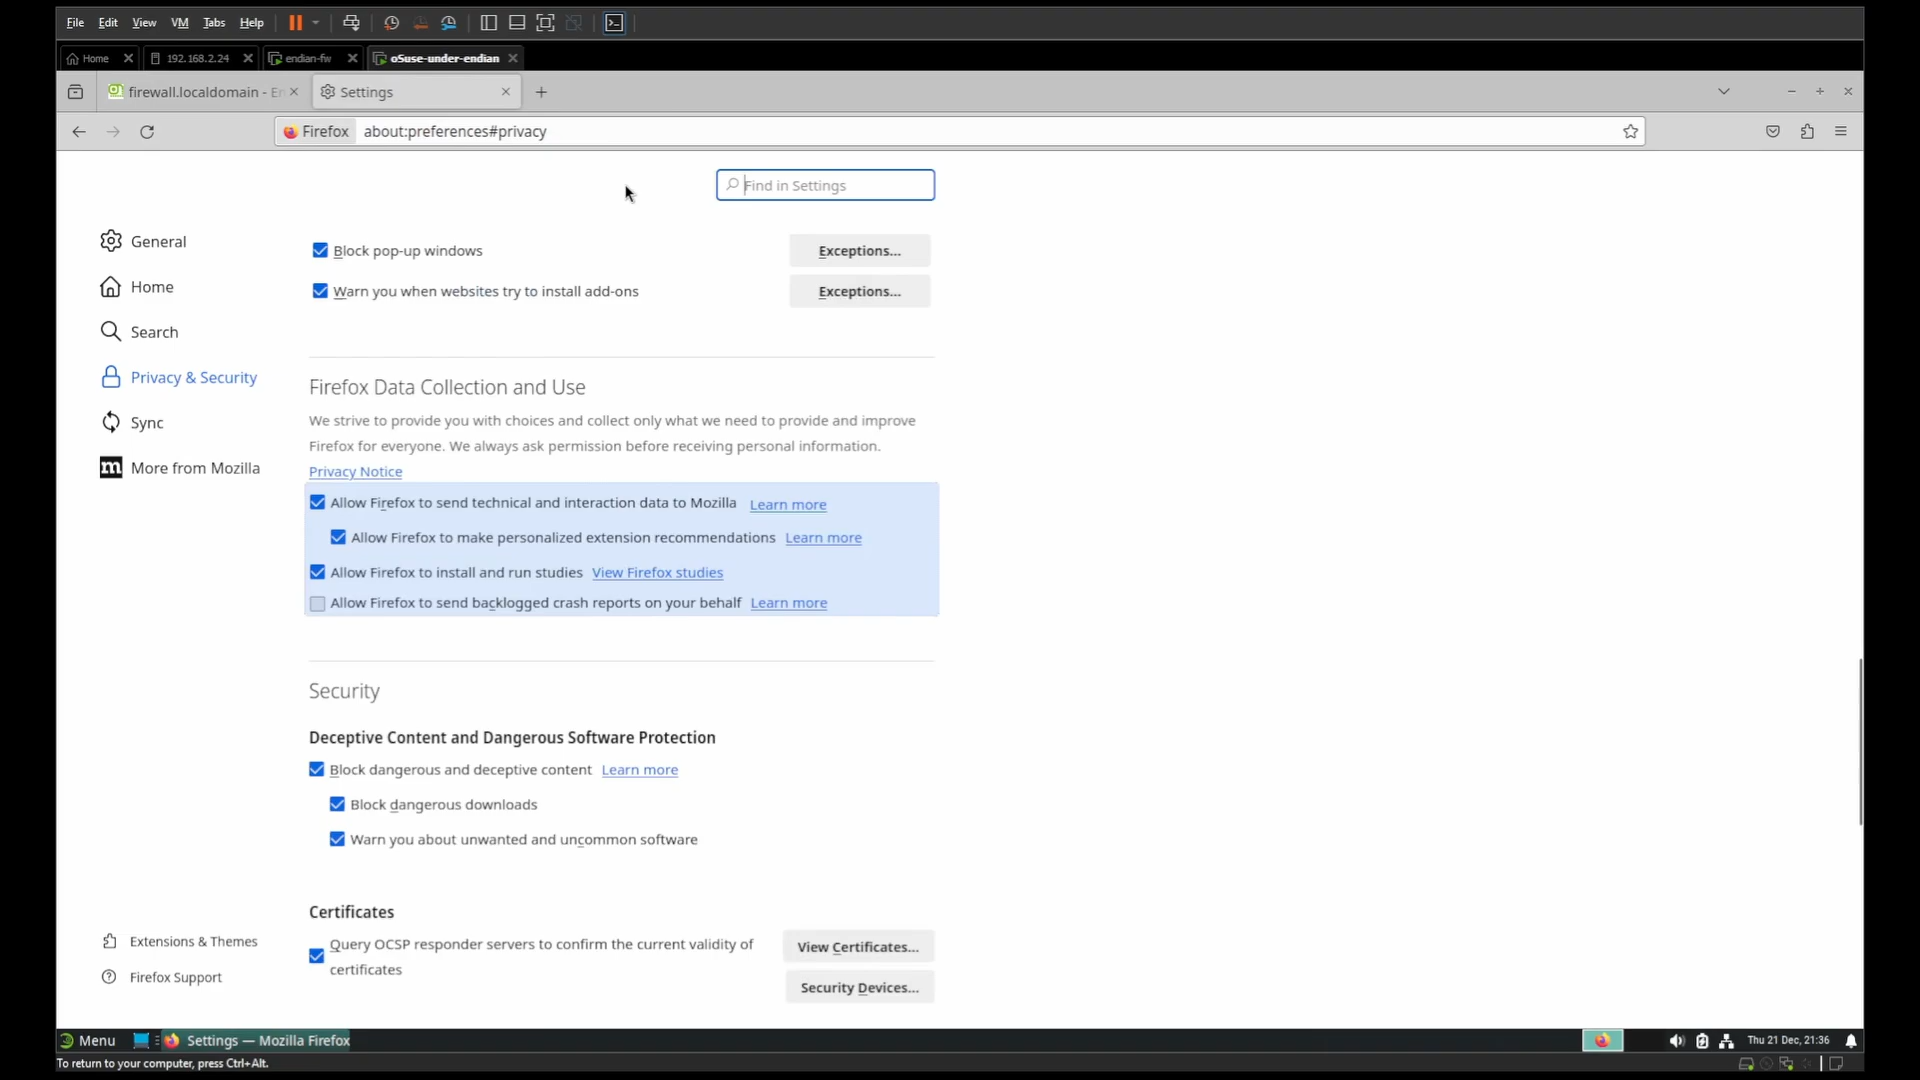 File Edit View VM Tabs Help
Home 192.168.2.24 endian-fw oSuse-under-endian
firewall.localdomain - En Settings
Firefox about:preferences#privacy
Find in Settings
General
Home
Search
Privacy & Security
Sync
More from Mozilla
Extensions & Themes
Firefox Support
Block pop-up windows Exceptions...
Warn you when websites try to install add-ons Exceptions...
Firefox Data Collection and Use
We strive to provide you with choices and collect only what we need to provide and improve
Firefox for everyone. We always ask permission before receiving personal information.
Privacy Notice
Allow Firefox to send technical and interaction data to Mozilla Learn more
Allow Firefox to make personalized extension recommendations Learn more
Allow Firefox to install and run studies View Firefox studies
Allow Firefox to send backlogged crash reports on your behalf Learn more
Security
Deceptive Content and Dangerous Software Protection
Block dangerous and deceptive content Learn more
Block dangerous downloads
Warn you about unwanted and uncommon software
Certificates
Query OCSP responder servers to confirm the current validity of
certificates
View Certificates...
Security Devices...
Menu Settings — Mozilla Firefox Thu 21 Dec, 21:36
To return to your computer, press Ctrl+Alt.